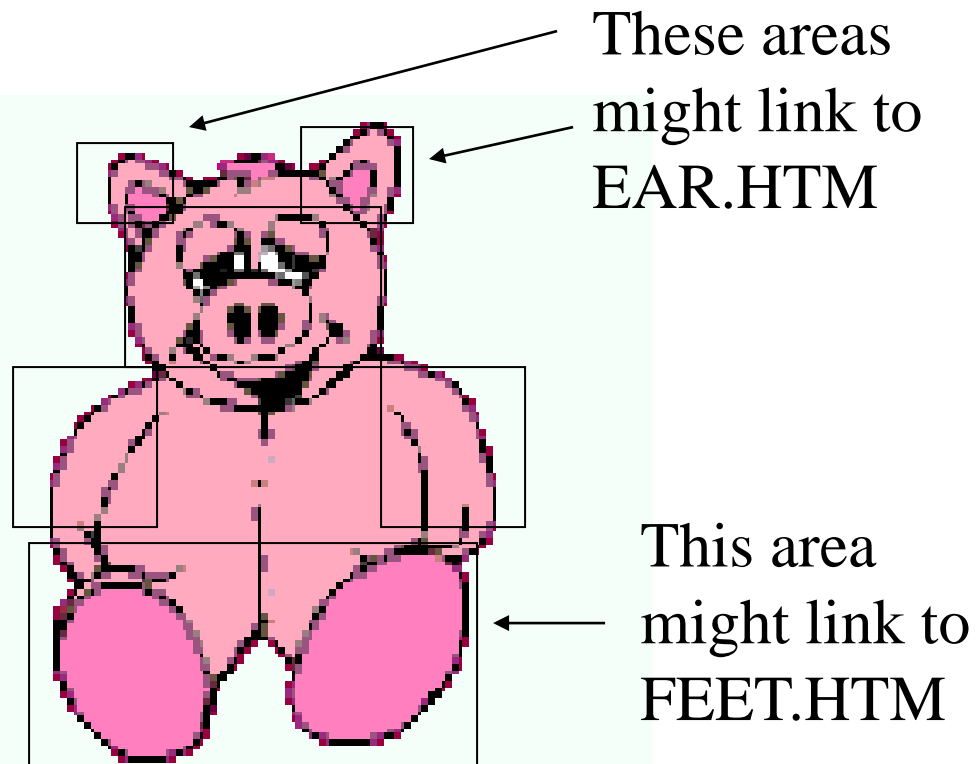 These areas
might link to
EAR.HTM
This area
might link to
FEET.HTM